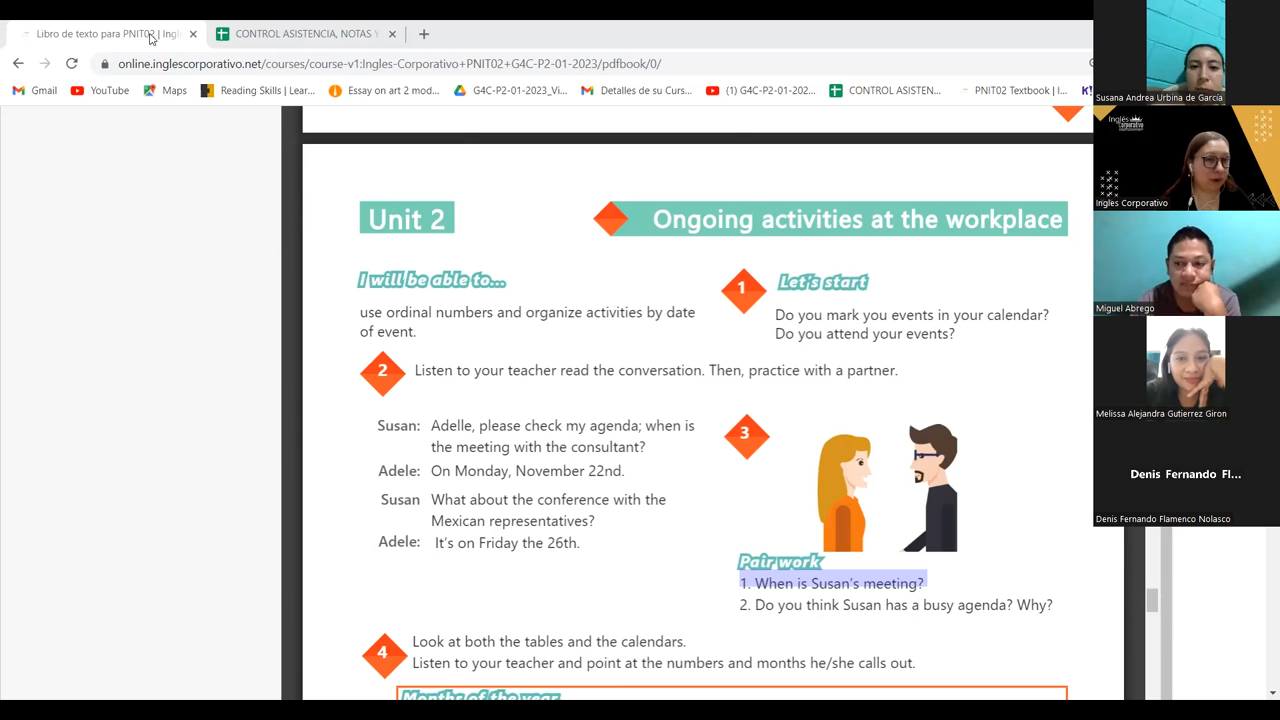 Libro de texto para PNIT02 | Ingl
CONTROL ASISTENCIA, NOTAS Y
online.inglescorporativo.net/courses/course-v1:Ingles-Corporativo+PNIT02+G4C-P2-01-2023/pdfbook/0/
Gmail
YouTube
Maps
Reading Skills | Lear...
Essay on art 2 mod...
G4C-P2-01-2023_Vi...
Detalles de su Curs...
(1) G4C-P2-01-202...
CONTROL ASISTEN...
PNIT02 Textbook | I...
Unit 2
Ongoing activities at the workplace
I will be able to...
use ordinal numbers and organize activities by date
of event.
1
Let's start
Do you mark you events in your calendar?
Do you attend your events?
2
Listen to your teacher read the conversation. Then, practice with a partner.
Susan: Adelle, please check my agenda; when is
the meeting with the consultant?
Adele: On Monday, November 22nd.
Susan What about the conference with the
Mexican representatives?
Adele: It's on Friday the 26th.
3
Pair work
1. When is Susan's meeting?
2. Do you think Susan has a busy agenda? Why?
4
Look at both the tables and the calendars.
Listen to your teacher and point at the numbers and months he/she calls out.
Months of the year
Susana Andrea Urbina de García
Inglés
Corporativo
Ingles Corporativo
Miguel Abrego
Melissa Alejandra Gutierrez Giron
Denis Fernando Fl...
Denis Fernando Flamenco Nolasco